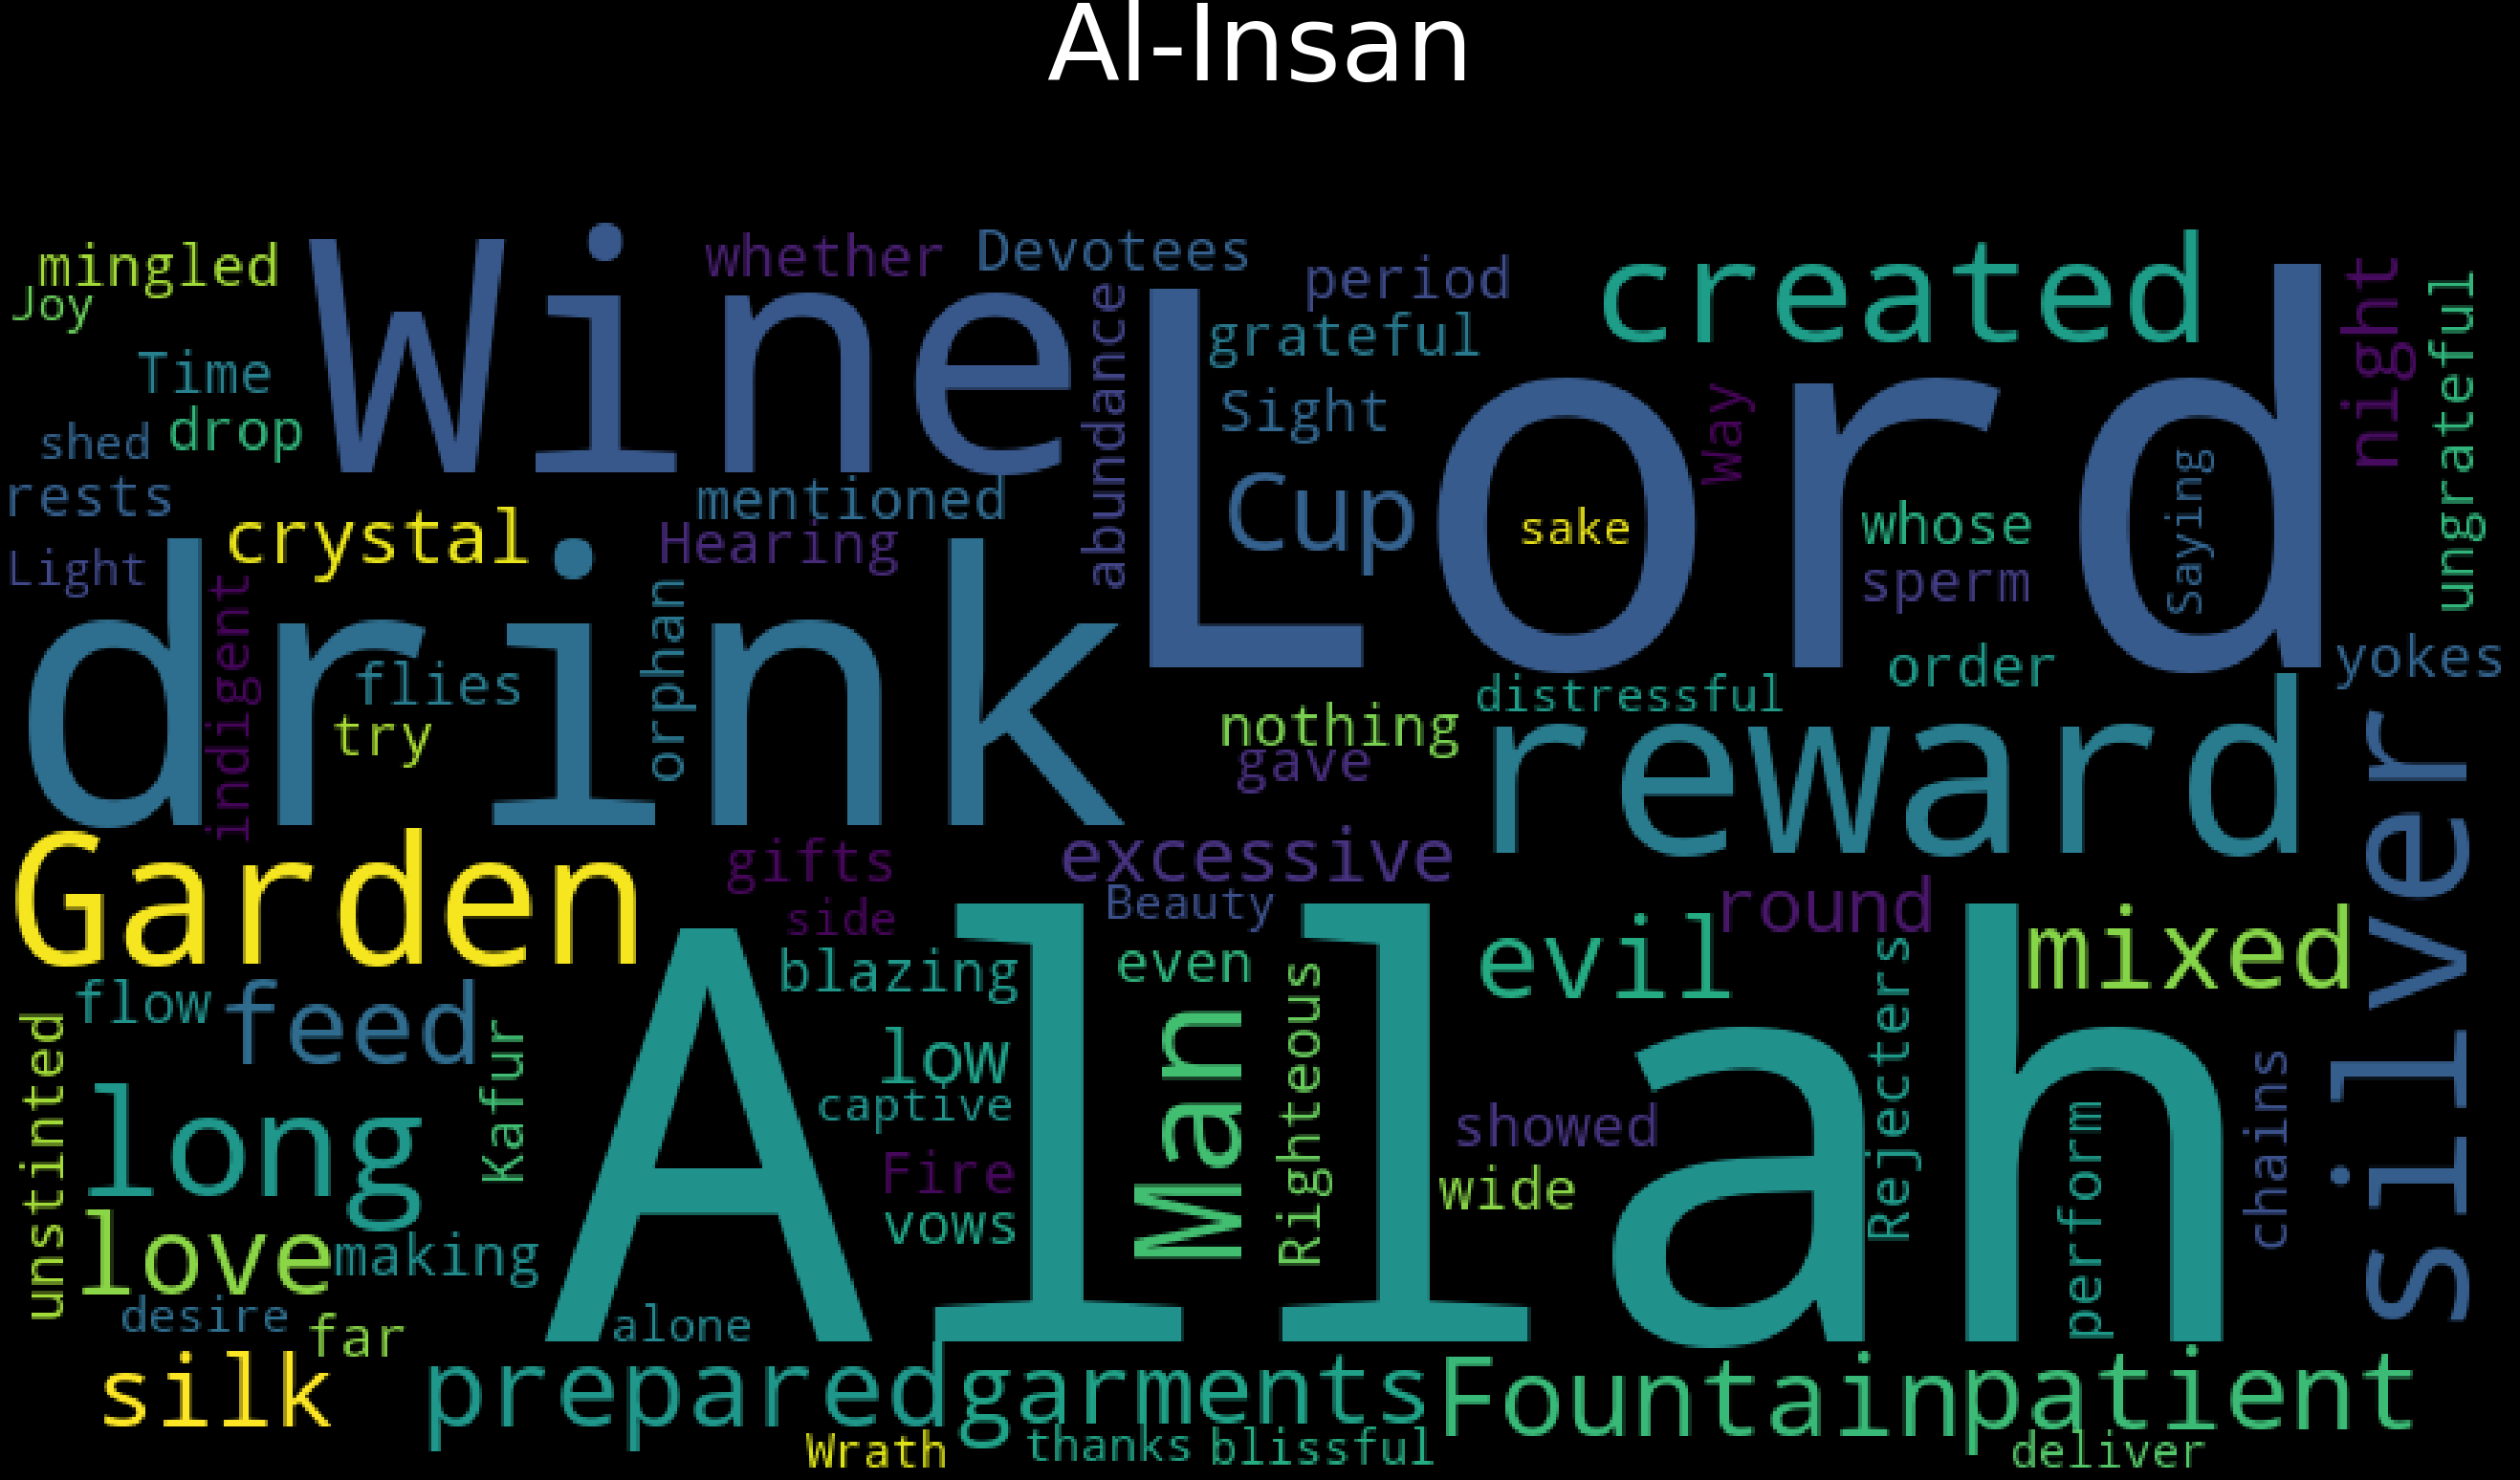 Al-Insan
mingled
Wine
whether
Devotees
period
created
night
ungrateful
Joy
Time
abundance
Lord
grateful
shed
drop
Sight
Way
Saying
rests
crystal
mentioned
Hearing
Cup
sake
whose
sperm
Light
drink
indigent
flies
try
orphan
distressful
order
yokes
nothing
gave
reward
silver
Garden
gifts
side
excessive
Beauty
round
evil
mixed
flow
feed
Allah
blazing
even
Rejecters
unstinted
Kafur
low
captive
Man
Righteous
showed
chains
long
Fire
vows
wide
perform
love
making
desire
far
alone
silk
prepared
garments
Fountain
patient
Wrath
thanks
blissful
deliver